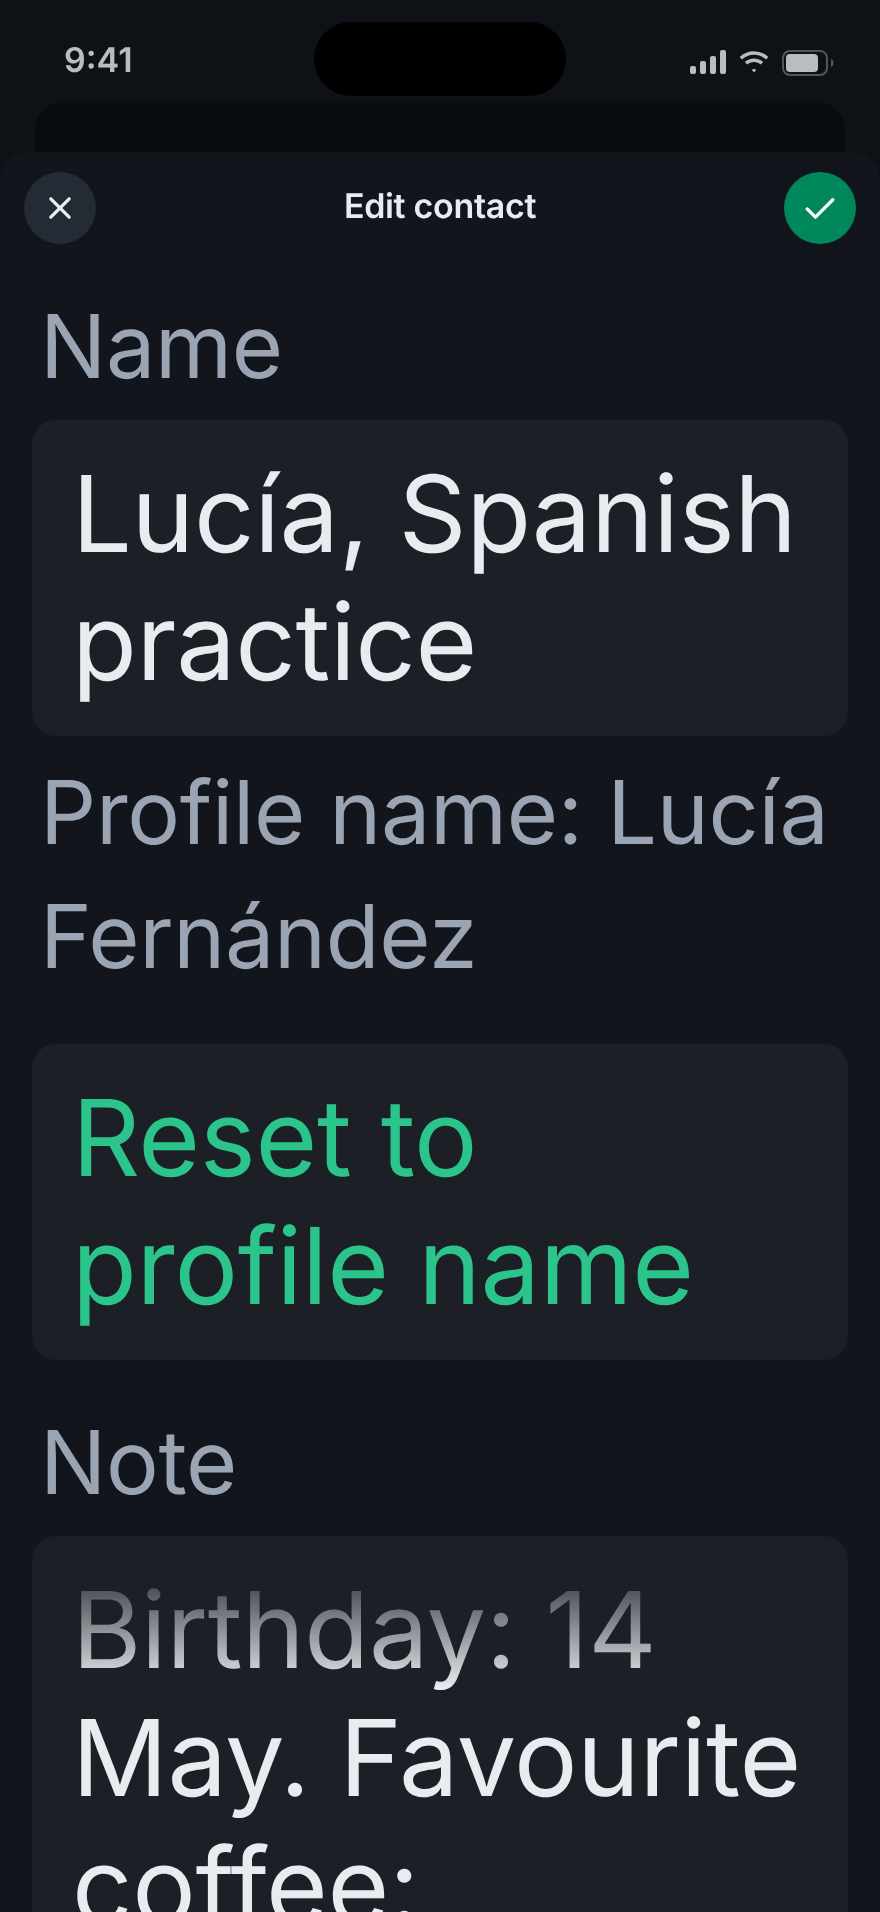 9:41
Edit contact
Name
Lucía, Spanish
practice
Profile name: Lucía
Fernández
Reset to
profile name
Note
Birthday: 14
May. Favourite
coffee: